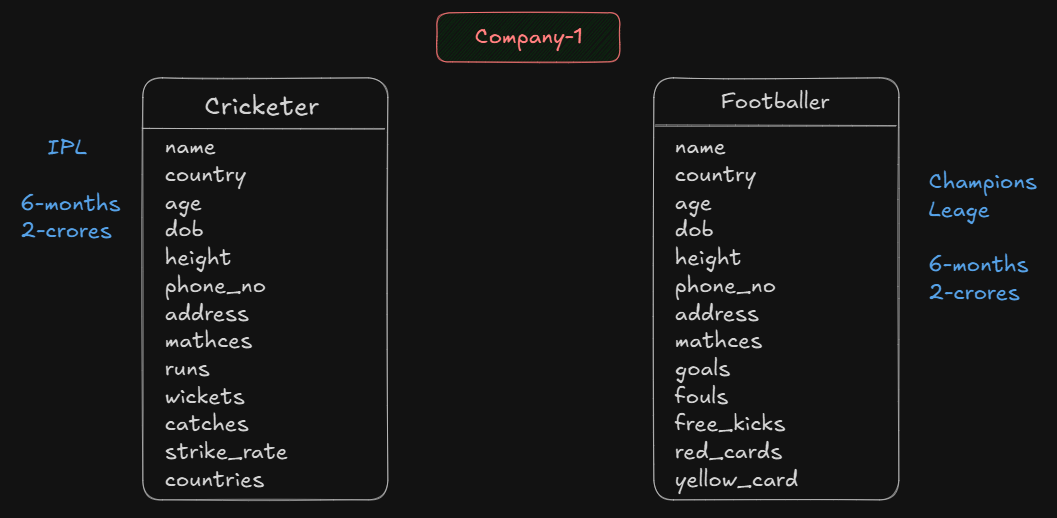 Company-1
Cricketer
name
country
age
dob
height
phone_no
address
mathces
runs
wickets
catches
strike_rate
countries
IPL
6-months
2-crores
Footballer
name
country
age
dob
height
phone_no
address
mathces
goals
fouls
free_kicks
red_cards
yellow_card
Champions
Leage
6-months
2-crores